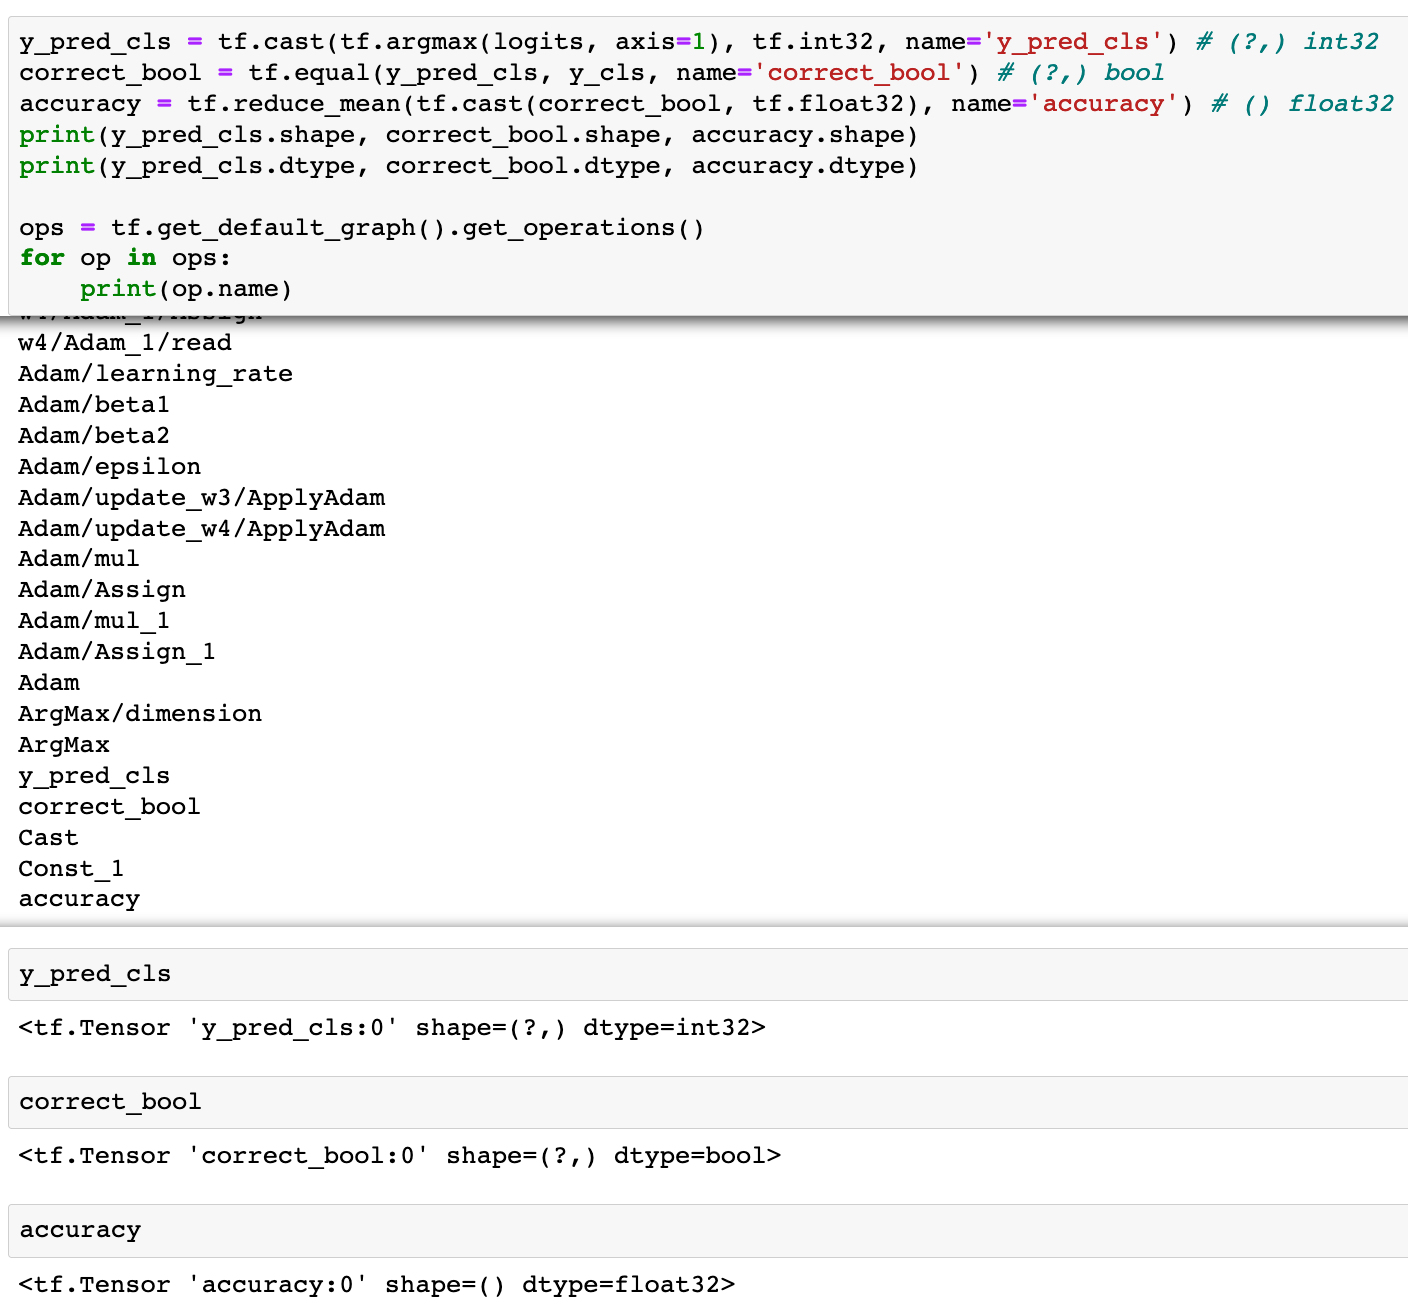 y_pred_cls = tf.cast(tf.argmax(logits, axis=1), tf.int32, name='y_pred_cls') # (?,) int32
correct_bool = tf.equal(y_pred_cls, y_cls, name='correct_bool') # (?,) bool
accuracy = tf.reduce_mean(tf.cast(correct_bool, tf.float32), name='accuracy') # () float32
print(y_pred_cls.shape, correct_bool.shape, accuracy.shape)
print(y_pred_cls.dtype, correct_bool.dtype, accuracy.dtype)

ops = tf.get_default_graph().get_operations()
for op in ops:
    print(op.name)
w4/Adam_1/read
Adam/learning_rate
Adam/beta1
Adam/beta2
Adam/epsilon
Adam/update_w3/ApplyAdam
Adam/update_w4/ApplyAdam
Adam/mul
Adam/Assign
Adam/mul_1
Adam/Assign_1
Adam
ArgMax/dimension
ArgMax
y_pred_cls
correct_bool
Cast
Const_1
accuracy
y_pred_cls
<tf.Tensor 'y_pred_cls:0' shape=(?,) dtype=int32>
correct_bool
<tf.Tensor 'correct_bool:0' shape=(?,) dtype=bool>
accuracy
<tf.Tensor 'accuracy:0' shape=() dtype=float32>